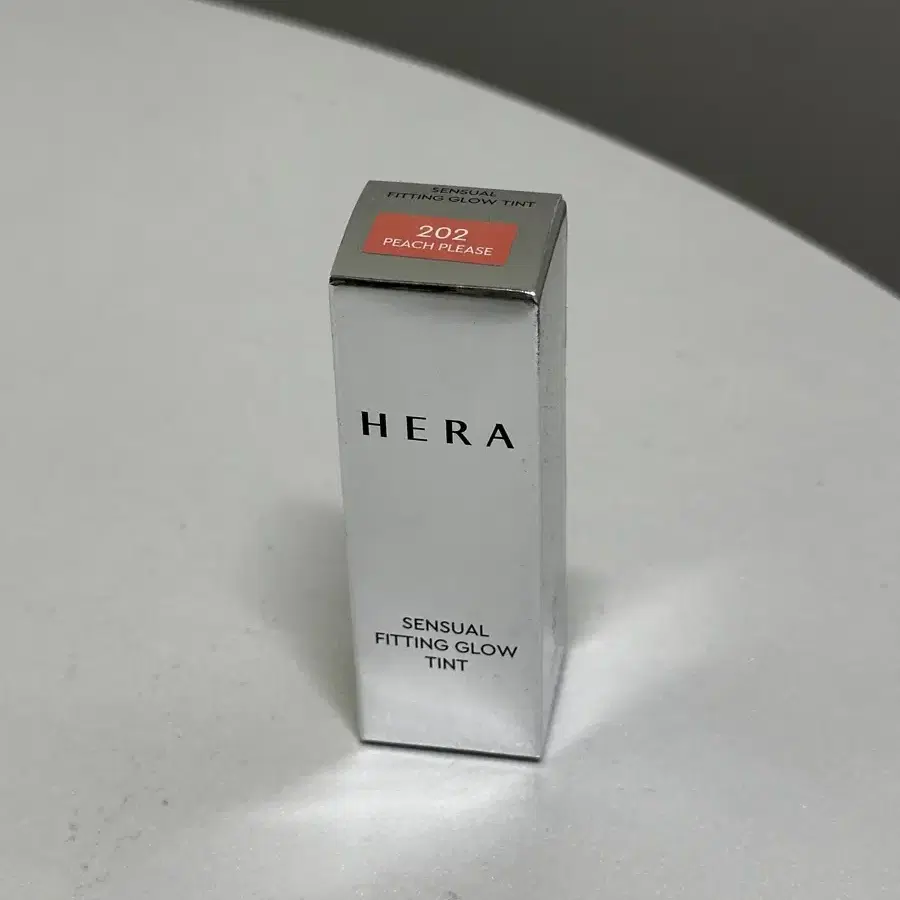 SENSUAL
FITTING GLOW TINT
202
PEACH PLEASE
HERA
SENSUAL
FITTING GLOW
TINT